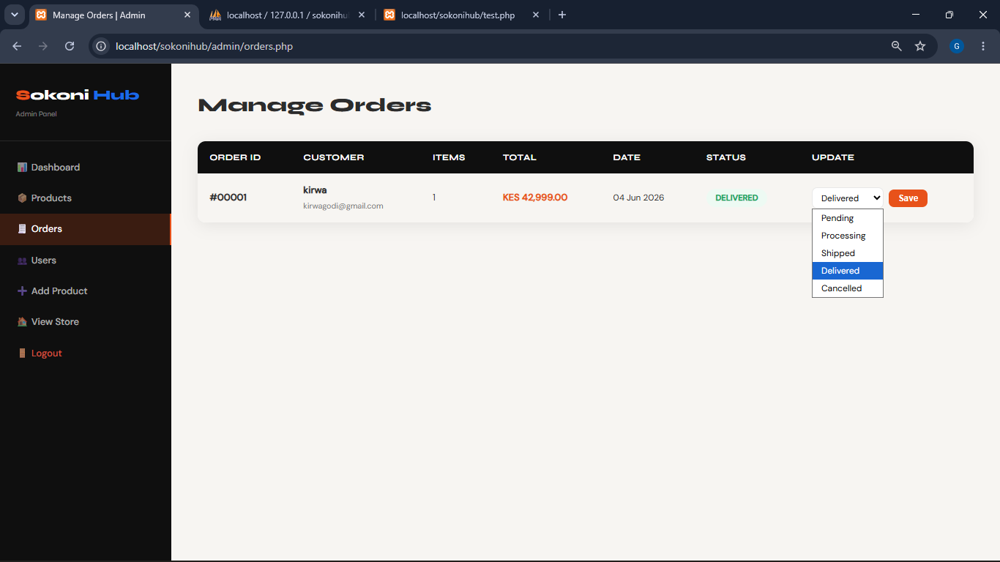 Manage Orders | Admin
localhost / 127.0.0.1 / sokonihu
localhost/sokonihub/test.php
localhost/sokonihub/admin/orders.php
G
Sokoni Hub
Admin Panel
Dashboard
Products
Orders
Users
Add Product
View Store
Logout
Manage Orders
ORDER ID CUSTOMER ITEMS TOTAL DATE STATUS UPDATE
#00001 kirwa 1 KES 42,999.00 04 Jun 2026 DELIVERED Delivered Save
kirwagodi@gmail.com
Pending
Processing
Shipped
Delivered
Cancelled